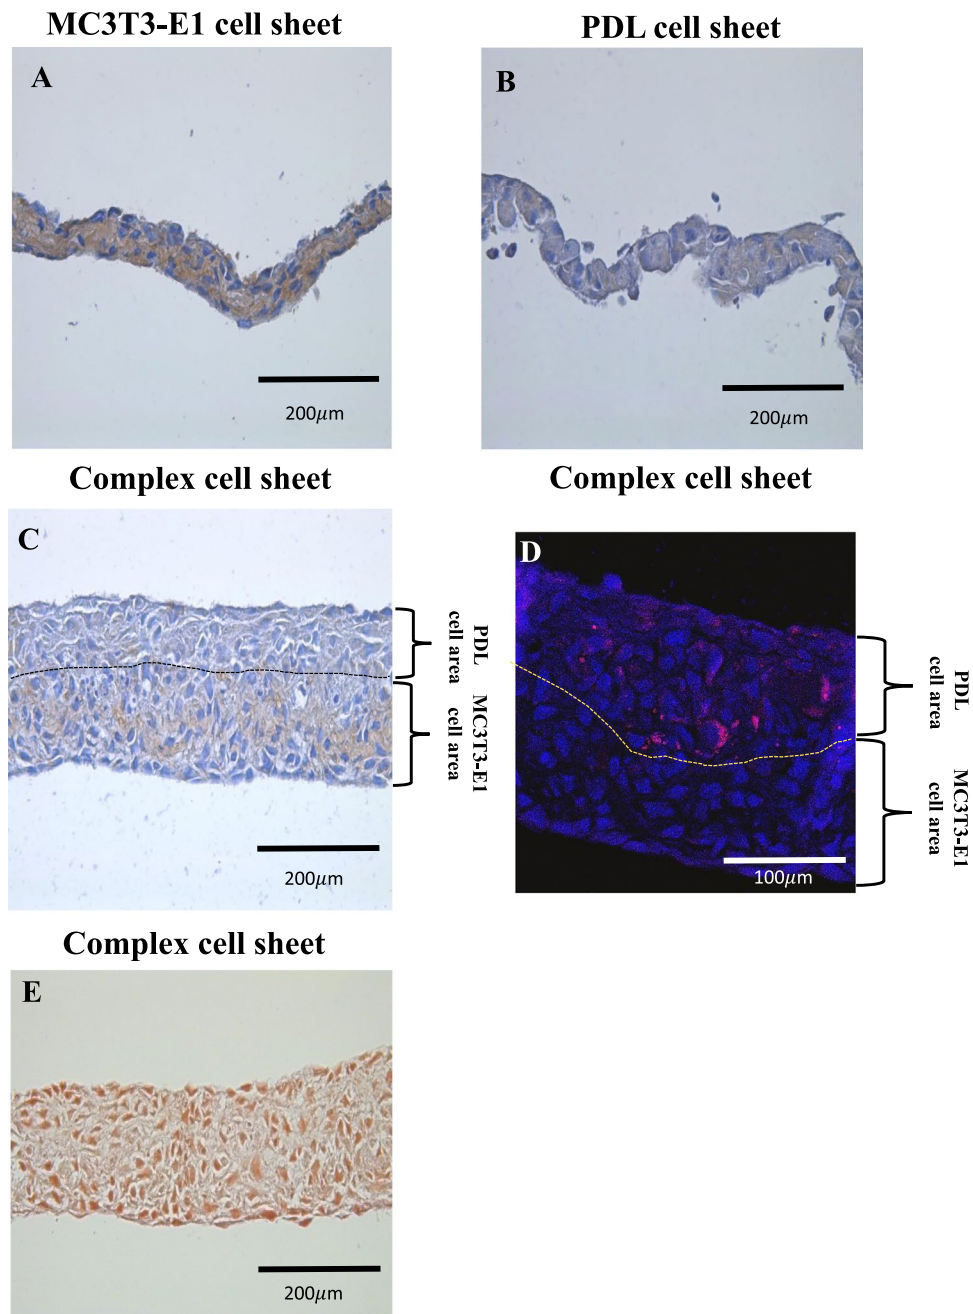 MC3T3-E1 cell sheet
PDL cell sheet
A
200μm
B
200μm
Complex cell sheet
Complex cell sheet
C
PDL
cell area
MC3T3-E1
cell area
200μm
D
PDL
cell area
MC3T3-E1
cell area
100μm
Complex cell sheet
E
200μm